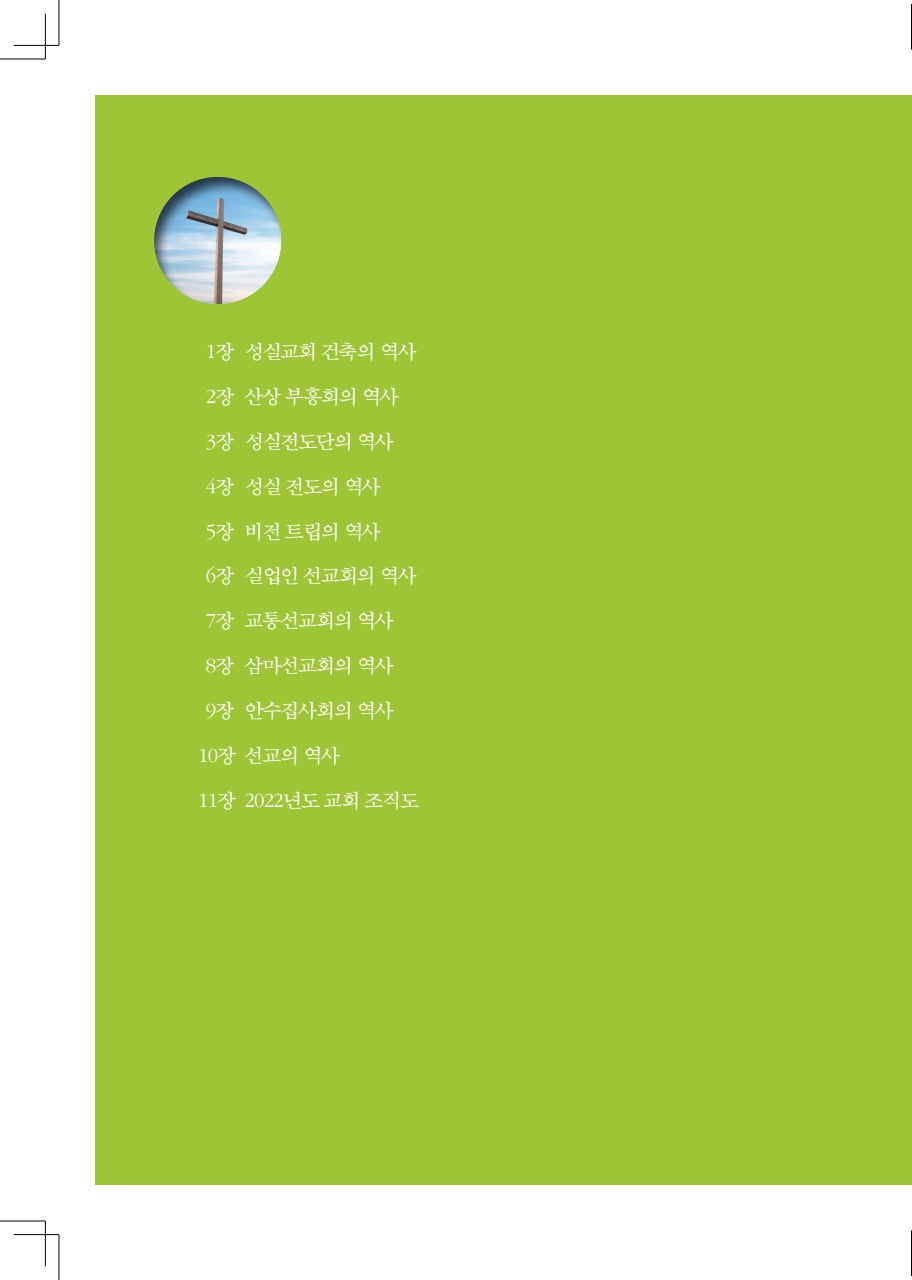 1장 성실교회 건축의 역사
2장 산상 부흥회의 역사
3장 성실전도단의 역사
4장 성실 전도의 역사
5장 비전 트립의 역사
6장 실업인 선교회의 역사
7장 교통선교회의 역사
8장 삼마선교회의 역사
9장 안수집사회의 역사
10장 선교의 역사
11장 2022년도 교회 조직도